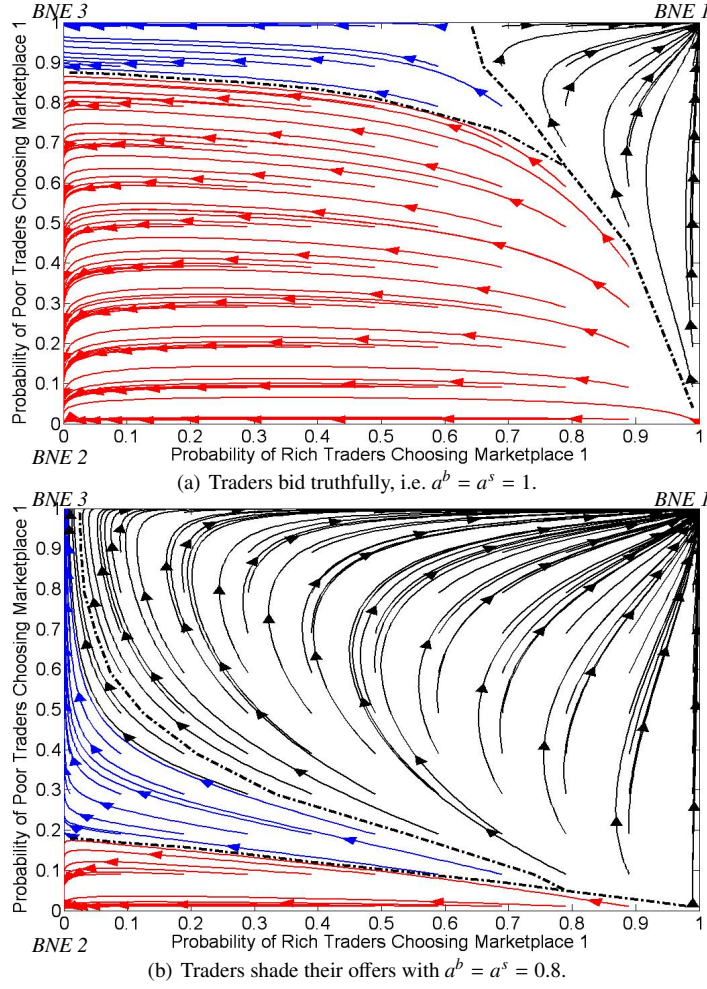 BNE 3
BNE 1
1
0.9
0.8
0.7
0.6
0.5
0.4
0.3
0.2
0.1
0
Probability of Poor Traders Choosing Marketplace 1
0 0.1 0.2 0.3 0.4 0.5 0.6 0.7 0.8 0.9 1
Probability of Rich Traders Choosing Marketplace 1
BNE 2
(a) Traders bid truthfully, i.e. a^b = a^s = 1.
BNE 3
BNE 1
1
0.9
0.8
0.7
0.6
0.5
0.4
0.3
0.2
0.1
0
Probability of Poor Traders Choosing Marketplace 1
0 0.1 0.2 0.3 0.4 0.5 0.6 0.7 0.8 0.9 1
Probability of Rich Traders Choosing Marketplace 1
BNE 2
(b) Traders shade their offers with a^b = a^s = 0.8.